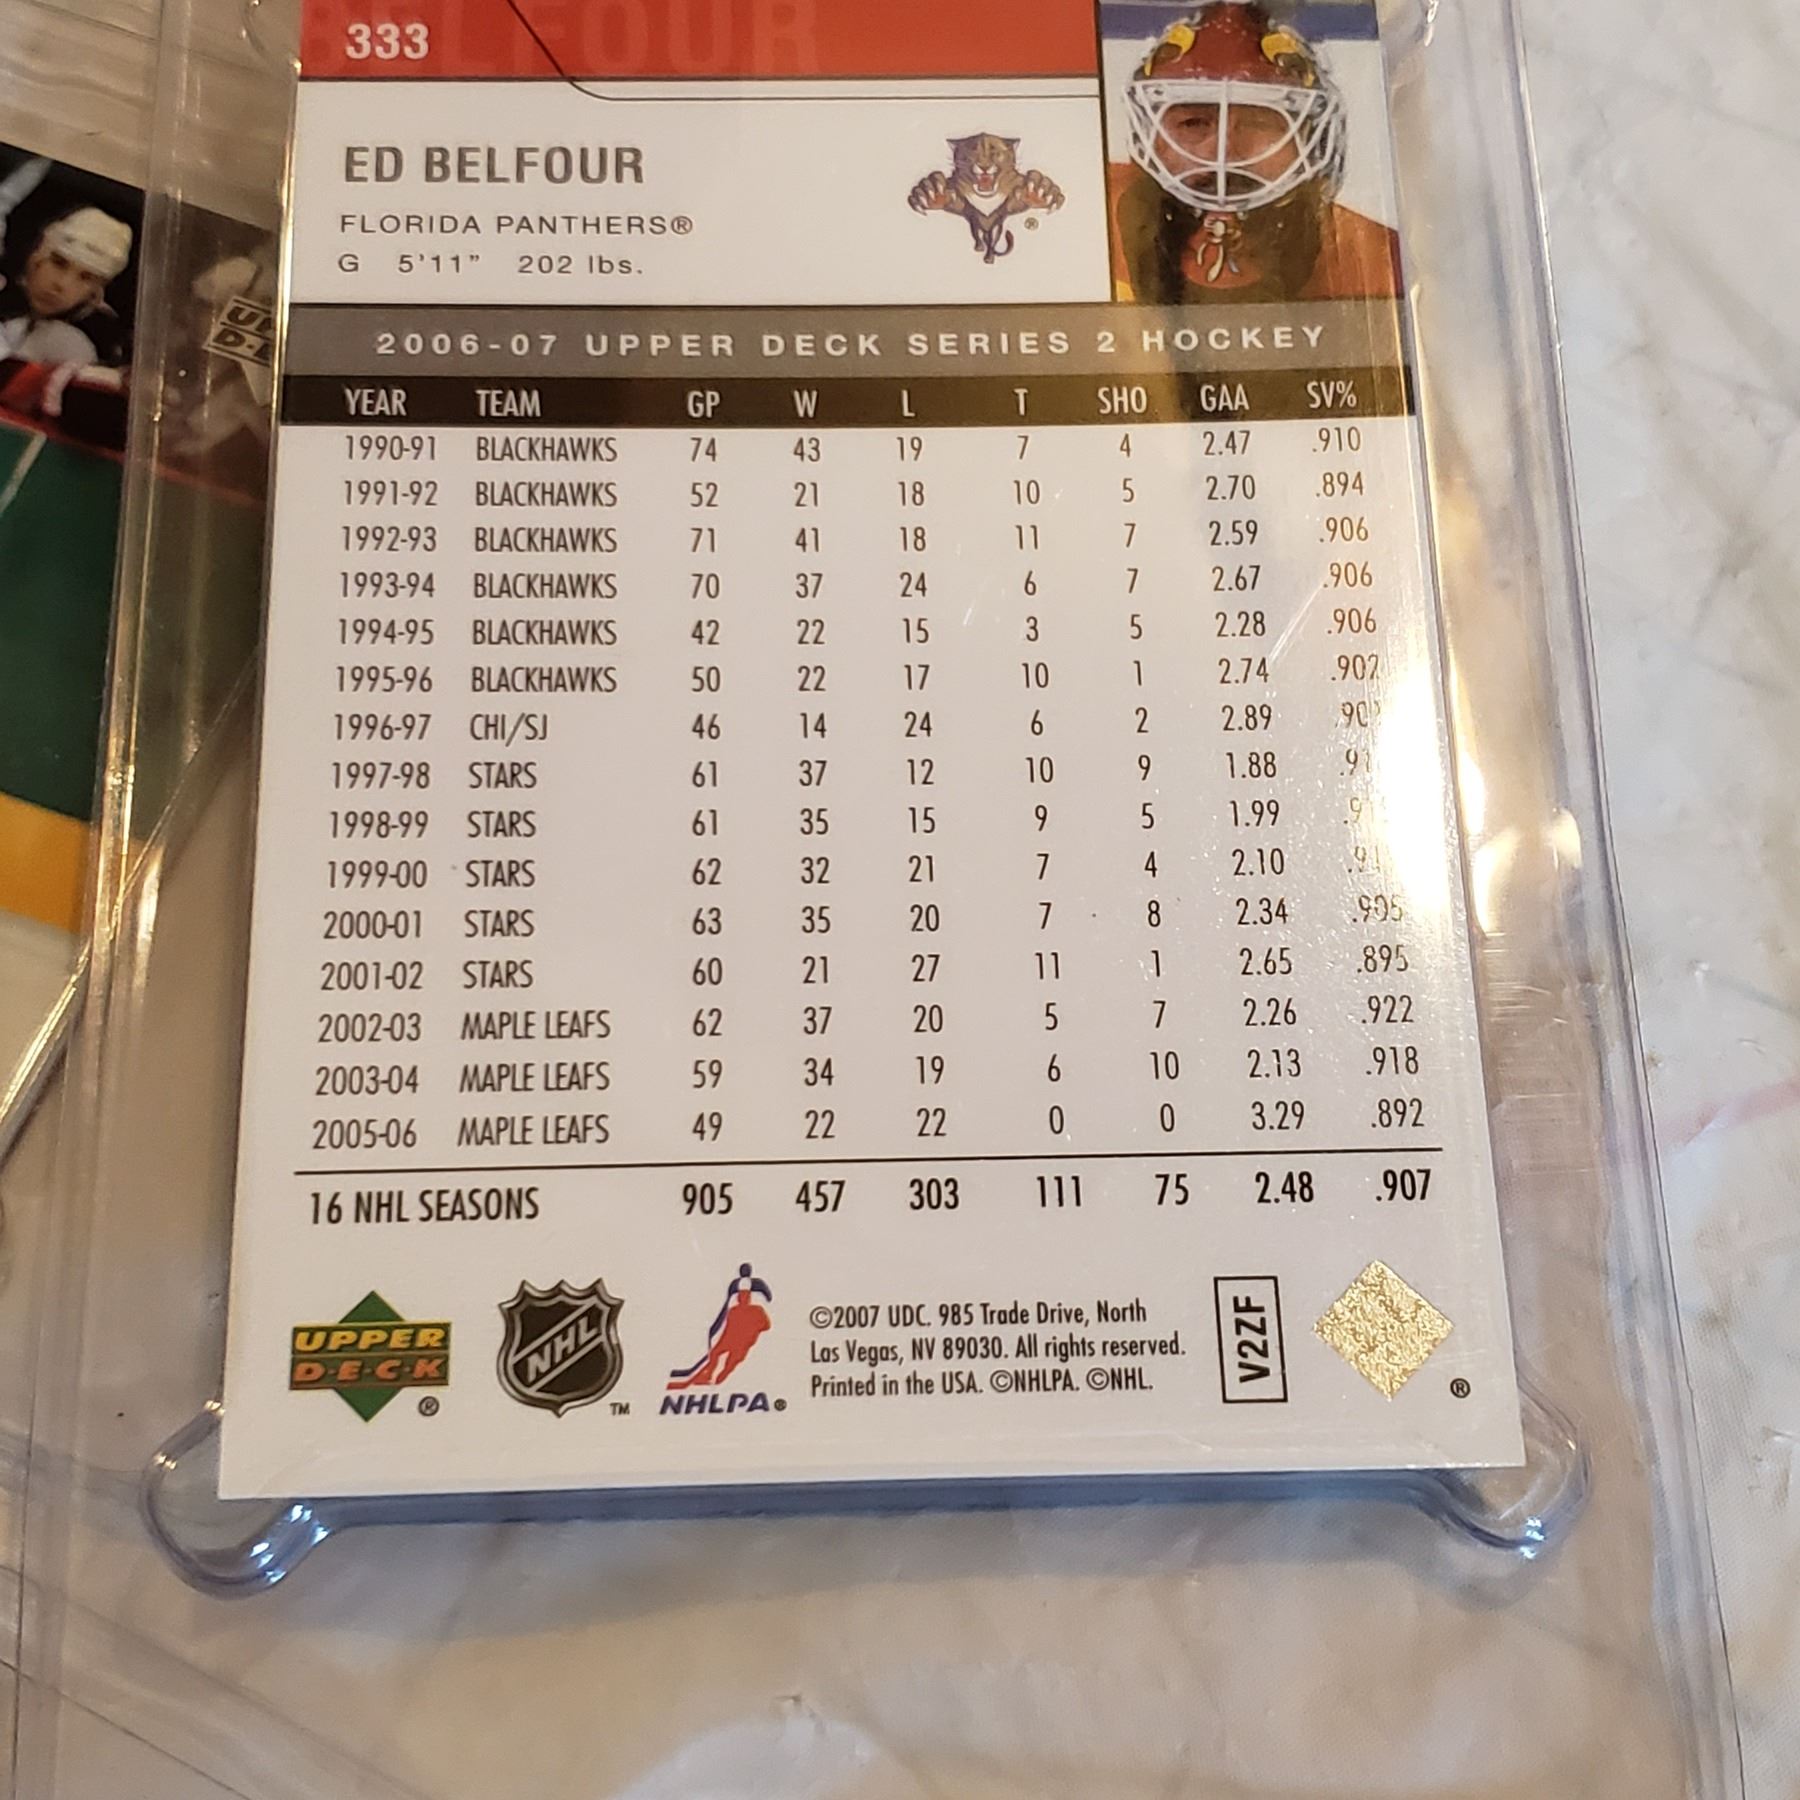 BELFOUR
333
ED BELFOUR
FLORIDA PANTHERS®
G 5'11" 202 lbs.
®
2006-07 UPPER DECK SERIES 2 HOCKEY
YEAR TEAM GP W L T SHO GAA SV%
1990-91 BLACKHAWKS 74 43 19 7 4 2.47 .910
1991-92 BLACKHAWKS 52 21 18 10 5 2.70 .894
1992-93 BLACKHAWKS 71 41 18 11 7 2.59 .906
1993-94 BLACKHAWKS 70 37 24 6 7 2.67 .906
1994-95 BLACKHAWKS 42 22 15 3 5 2.28 .906
1995-96 BLACKHAWKS 50 22 17 10 1 2.74 .902
1996-97 CHI/SJ 46 14 24 6 2 2.89
1997-98 STARS 61 37 12 10 9 1.88
1998-99 STARS 61 35 15 9 5 1.99
1999-00 STARS 62 32 21 7 4 2.10
2000-01 STARS 63 35 20 7 8 2.34 .905
2001-02 STARS 60 21 27 11 1 2.65 .895
2002-03 MAPLE LEAFS 62 37 20 5 7 2.26 .922
2003-04 MAPLE LEAFS 59 34 19 6 10 2.13 .918
2005-06 MAPLE LEAFS 49 22 22 0 0 3.29 .892
16 NHL SEASONS 905 457 303 111 75 2.48 .907
UPPER
D·E·C·K
®
NHL
TM
NHLPA®
©2007 UDC. 985 Trade Drive, North
Las Vegas, NV 89030. All rights reserved.
Printed in the USA. ©NHLPA. ©NHL.
V2ZF
®